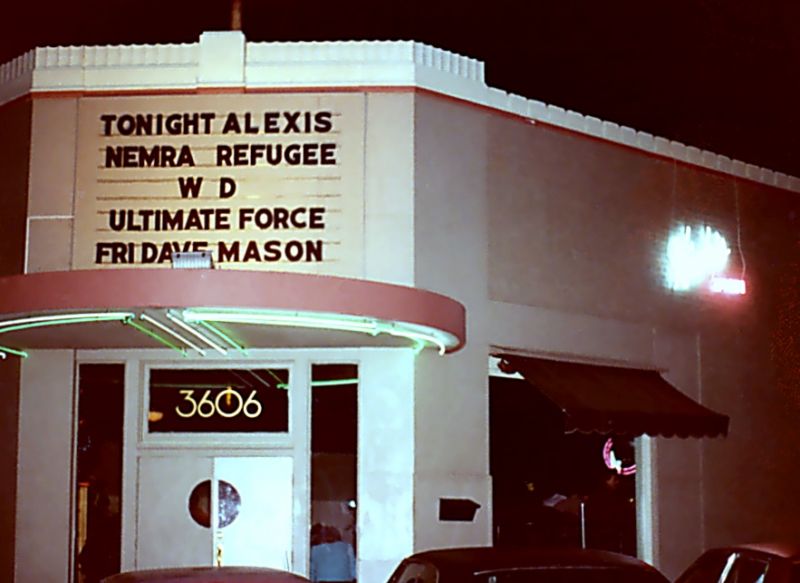 TONIGHT ALEXIS
NEMRA REFUGEE
W D
ULTIMATE FORCE
FRI DAVE MASON
3606